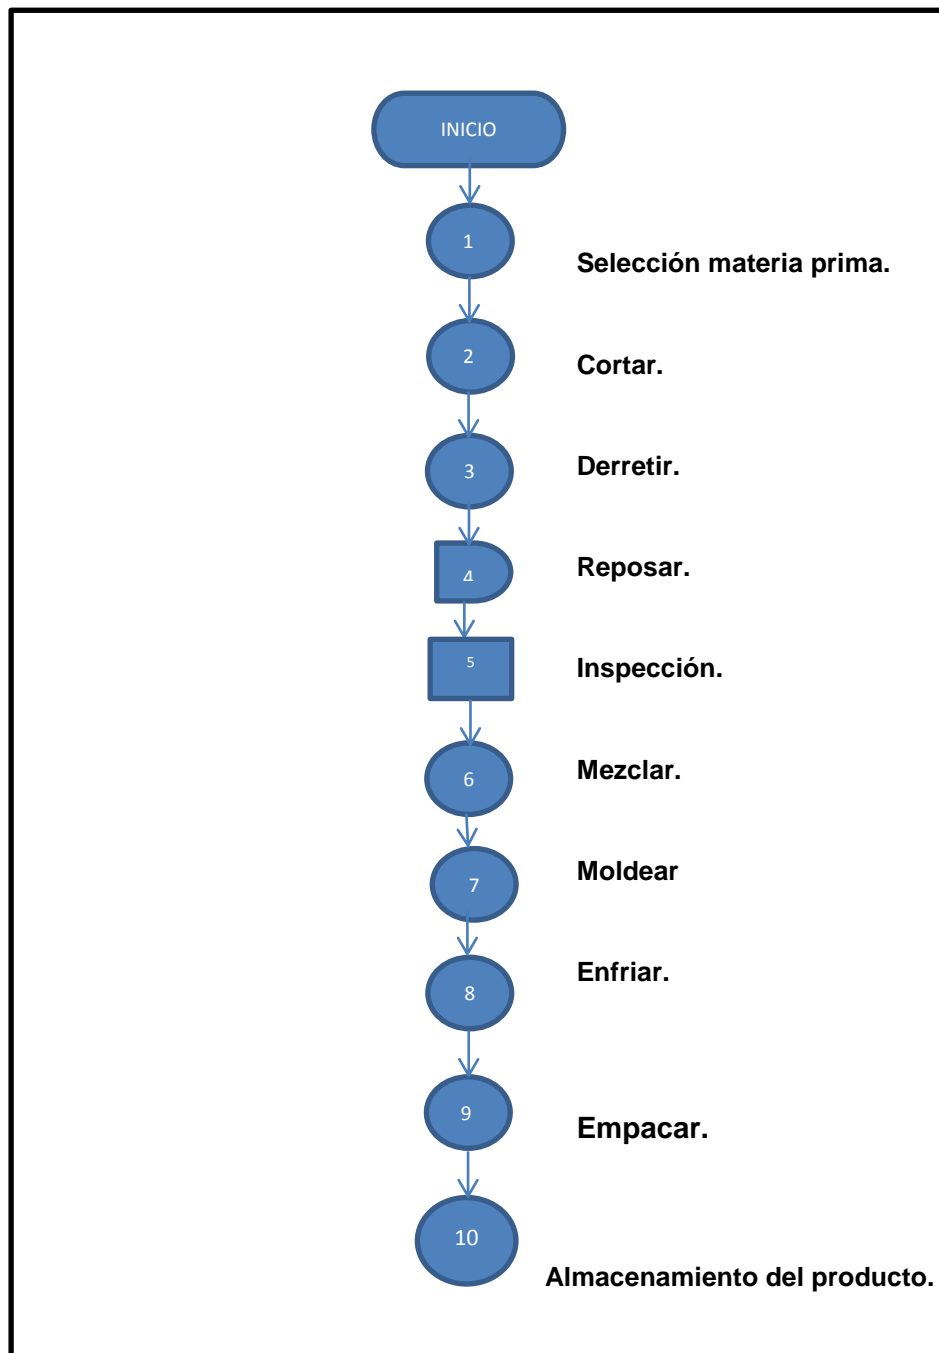 INICIO
1
Selección materia prima.
2
Cortar.
3
Derretir.
4
Reposar.
5
Inspección.
6
Mezclar.
7
Moldear
8
Enfriar.
9
Empacar.
10
Almacenamiento del producto.